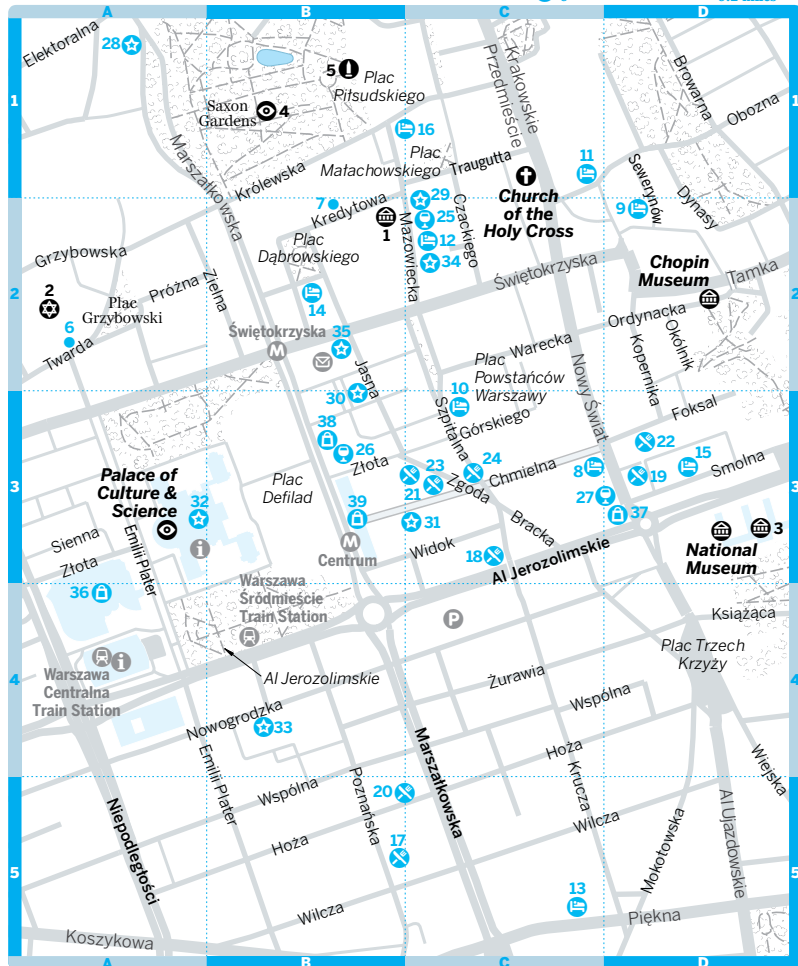 A
B
C
D
1
1
Elektoralna
28
5
Plac
Piłsudskiego
Saxon
Gardens
4
16
Krakowskie
Przedmieście
Browarna
Obozna
Marszałkowska
Królewska
Plac
Małachowskiego
Traugutta
11
Church
of the
Holy Cross
Sewerynów
9
Dynasy
7
Kredytowa
1
29
25
12
34
Mazowiecka
Czackiego
Grzybowska
Plac
Dąbrowskiego
Świętokrzyska
Chopin
Museum
Tamka
2
2
2
Plac
Grzybowski
Próżna
Zielna
14
6
Twarda
Świętokrzyska
M
35
Jasna
Ordynacka
Okólnik
Kopernika
Warecka
Plac
Powstańców
Warszawy
Nowy Świat
30
10
Szpitalna
Górskiego
Foksal
38
26
Złota
23
24
Chmielna
22
15
8
19
Smolna
3
3
Palace of
Culture &
Science
32
Plac
Defilad
39
21
Zgoda
27
37
31
Bracka
Sienna
Złota
Emilii Plater
i
M
Centrum
Widok
18
Al Jerozolimskie
National
Museum
3
36
Warszawa
Śródmieście
Train Station
P
Książąca
Plac Trzech
Krzyży
i
Warszawa
Centralna
Train Station
4
4
Al Jerozolimskie
Żurawia
Nowogrodzka
33
Wspólna
Hoża
Marszałkowska
Emilii Plater
Wspólna
Poznańska
20
Krucza
Wiejska
Niepodległości
Hoża
17
Wilcza
Mokotowska
Al Ujazdowskie
5
5
13
Wilcza
Piękna
Koszykowa
A
B
C
D